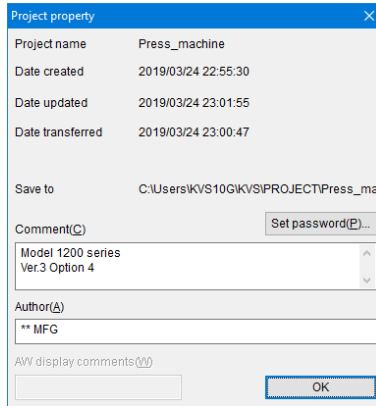 Project property
Project name Press_machine
Date created 2019/03/24 22:55:30
Date updated 2019/03/24 23:01:55
Date transferred 2019/03/24 23:00:47
Save to C:\Users\KVS10G\KVS\PROJECT\Press_ma
Set password(P)...
Comment(C)
Model 1200 series
Ver.3 Option 4
Author(A)
** MFG
AW display comments(W)
OK